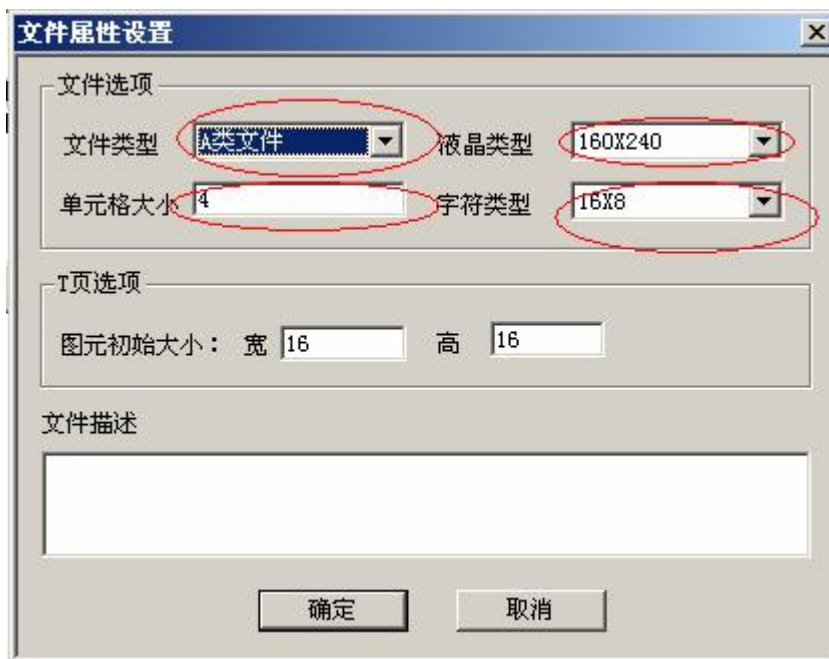 文件属性设置
文件选项
文件类型 A类文件 液晶类型 160X240
单元格大小 4 字符类型 16X8
T页选项
图元初始大小： 宽 16 高 16
文件描述
确定 取消